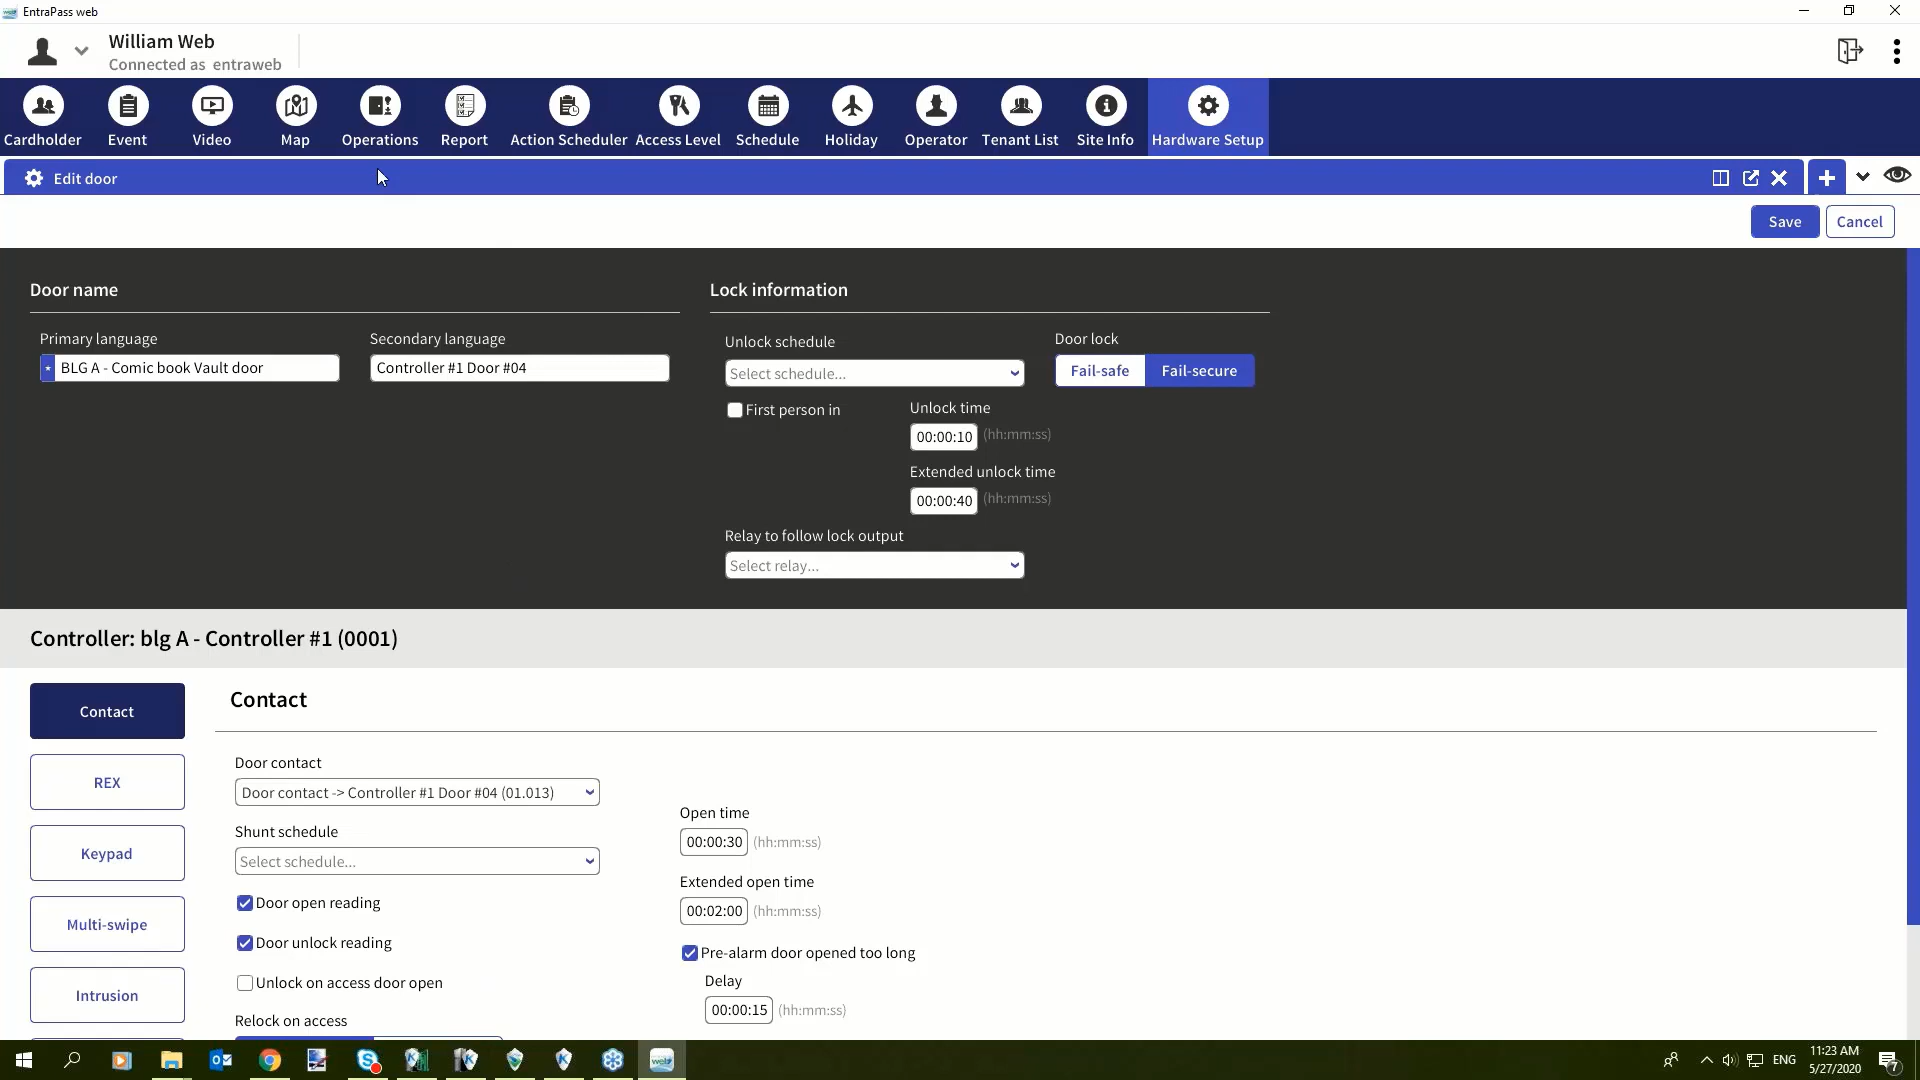 EntraPass web
William Web
Connected as entraweb
Cardholder Event Video Map Operations Report Action Scheduler Access Level Schedule Holiday Operator Tenant List Site Info Hardware Setup
Edit door
Save Cancel
Door name
Lock information
Primary language
Secondary language
Unlock schedule
Door lock
* BLG A - Comic book Vault door
Controller #1 Door #04
Select schedule...
Fail-safe Fail-secure
First person in
Unlock time
00:00:10 (hh:mm:ss)
Extended unlock time
00:00:40 (hh:mm:ss)
Relay to follow lock output
Select relay...
Controller: blg A - Controller #1 (0001)
Contact
REX
Keypad
Multi-swipe
Intrusion
Contact
Door contact
Door contact -> Controller #1 Door #04 (01.013)
Shunt schedule
Select schedule...
Door open reading
Door unlock reading
Unlock on access door open
Relock on access
Open time
00:00:30 (hh:mm:ss)
Extended open time
00:02:00 (hh:mm:ss)
Pre-alarm door opened too long
Delay
00:00:15 (hh:mm:ss)
web
ENG
11:23 AM
5/27/2020
7